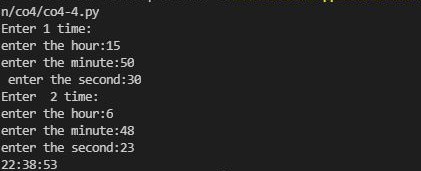 n/co4/co4-4.py
Enter 1 time:
enter the hour:15
enter the minute:50
 enter the second:30
Enter  2 time:
enter the hour:6
enter the minute:48
enter the second:23
22:38:53